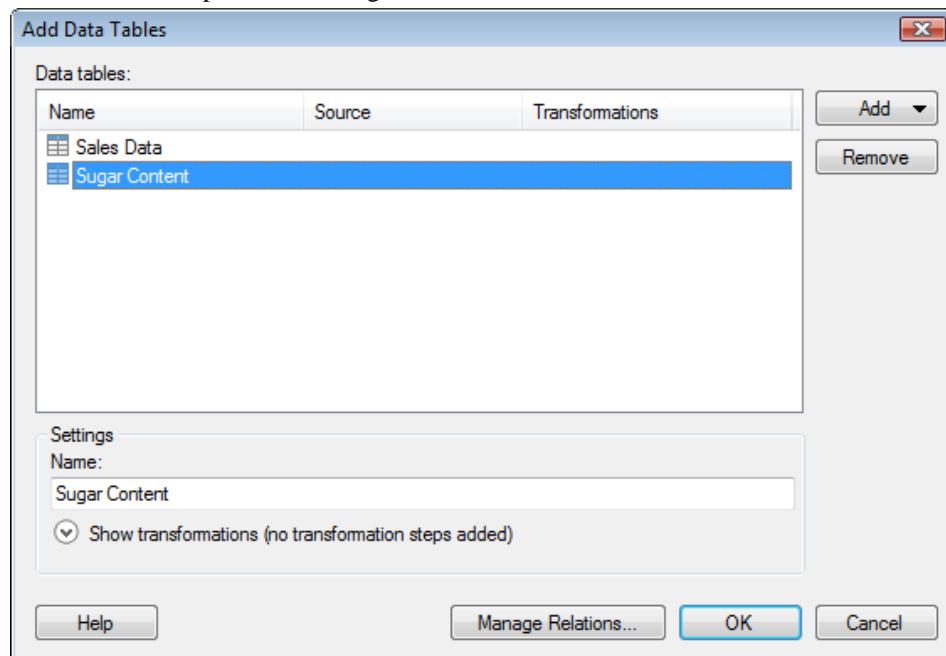 Add Data Tables
Data tables:
Name Source Transformations
Add
Sales Data
Remove
Sugar Content
Settings
Name:
Sugar Content
Show transformations (no transformation steps added)
Help Manage Relations... OK Cancel